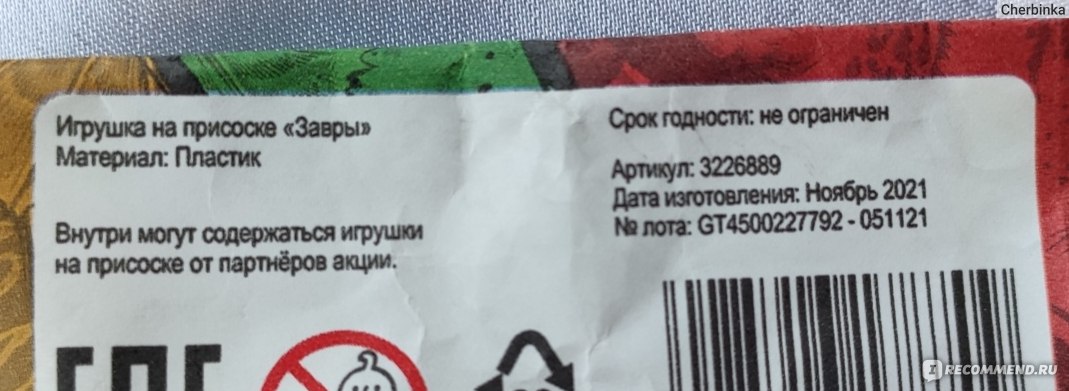 Cherbinka
Игрушка на присоске «Завры»
Материал: Пластик
Внутри могут содержаться игрушки
на присоске от партнёров акции.
Срок годности: не ограничен
Артикул: 3226889
Дата изготовления: Ноябрь 2021
№ лота: GT4500227792 - 051121
IRECOMMEND.RU